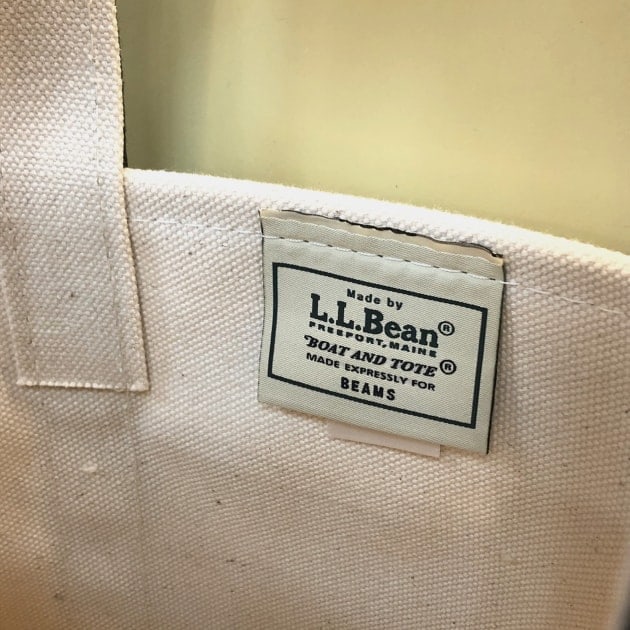 Made by
L.L.Bean®
FREEPORT, MAINE
BOAT AND TOTE®
MADE EXPRESSLY FOR
BEAMS